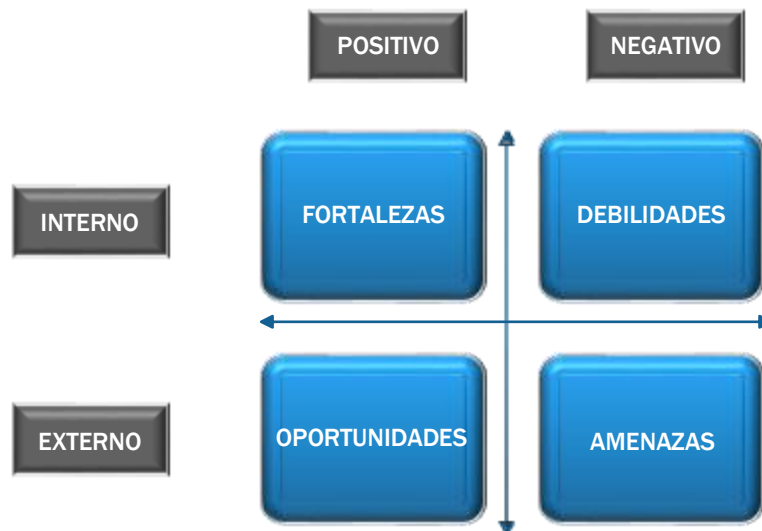 POSITIVO
NEGATIVO
INTERNO
FORTALEZAS
DEBILIDADES
EXTERNO
OPORTUNIDADES
AMENAZAS